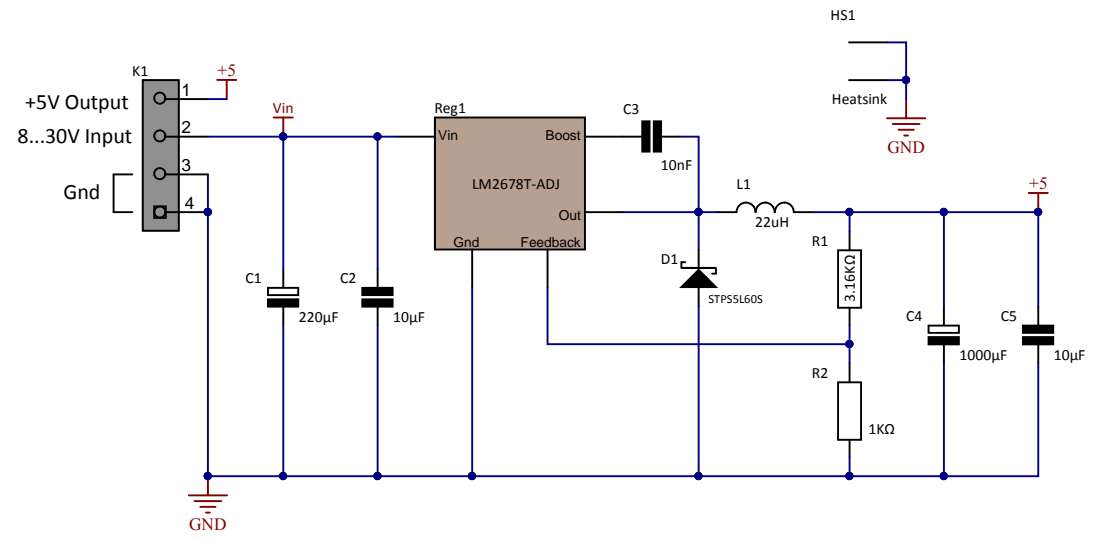 HS1
Heatsink
GND
K1
+5
1
+5V Output
2
8...30V Input
3
Gnd
4
Vin
Reg1
Vin
Boost
LM2678T-ADJ
Out
Gnd
Feedback
C3
10nF
L1
22uH
+5
D1
STPS5L60S
R1
3.16KΩ
C1
220µF
C2
10µF
C4
1000µF
C5
10µF
R2
1KΩ
GND